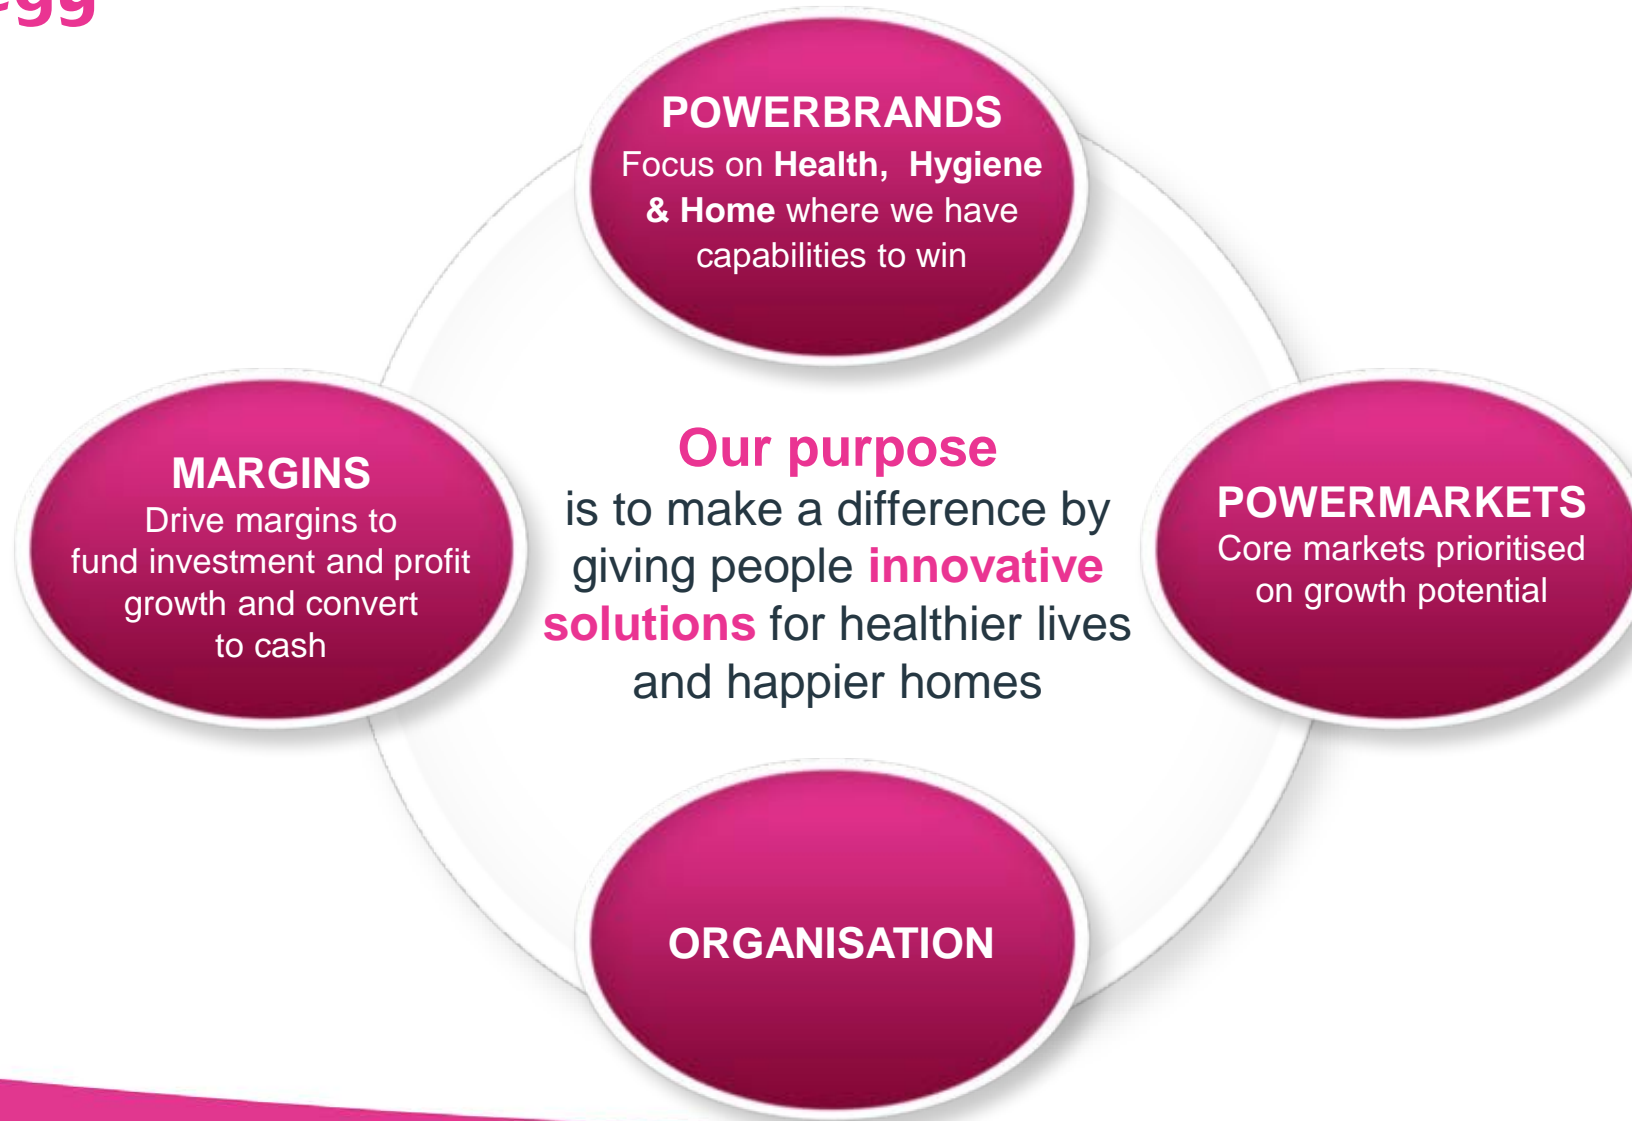 POWERBRANDS
Focus on Health, Hygiene
& Home where we have
capabilities to win
MARGINS
Drive margins to
fund investment and profit
growth and convert
to cash
Our purpose
is to make a difference by
giving people innovative
solutions for healthier lives
and happier homes
POWERMARKETS
Core markets prioritised
on growth potential
ORGANISATION